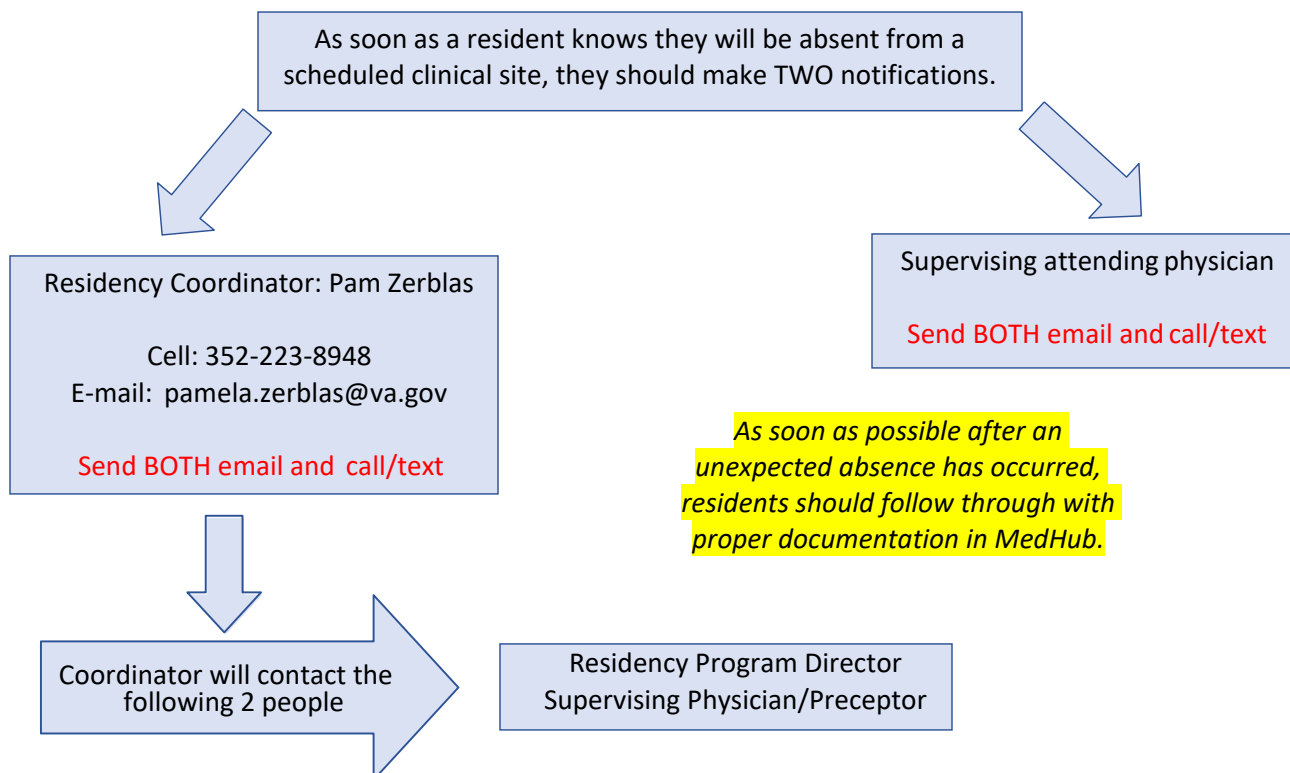 As soon as a resident knows they will be absent from a
scheduled clinical site, they should make TWO notifications.
Residency Coordinator: Pam Zerblas
Cell: 352-223-8948
E-mail: pamela.zerblas@va.gov
Send BOTH email and call/text
Supervising attending physician
Send BOTH email and call/text
As soon as possible after an
unexpected absence has occurred,
residents should follow through with
proper documentation in MedHub.
Coordinator will contact the
following 2 people
Residency Program Director
Supervising Physician/Preceptor